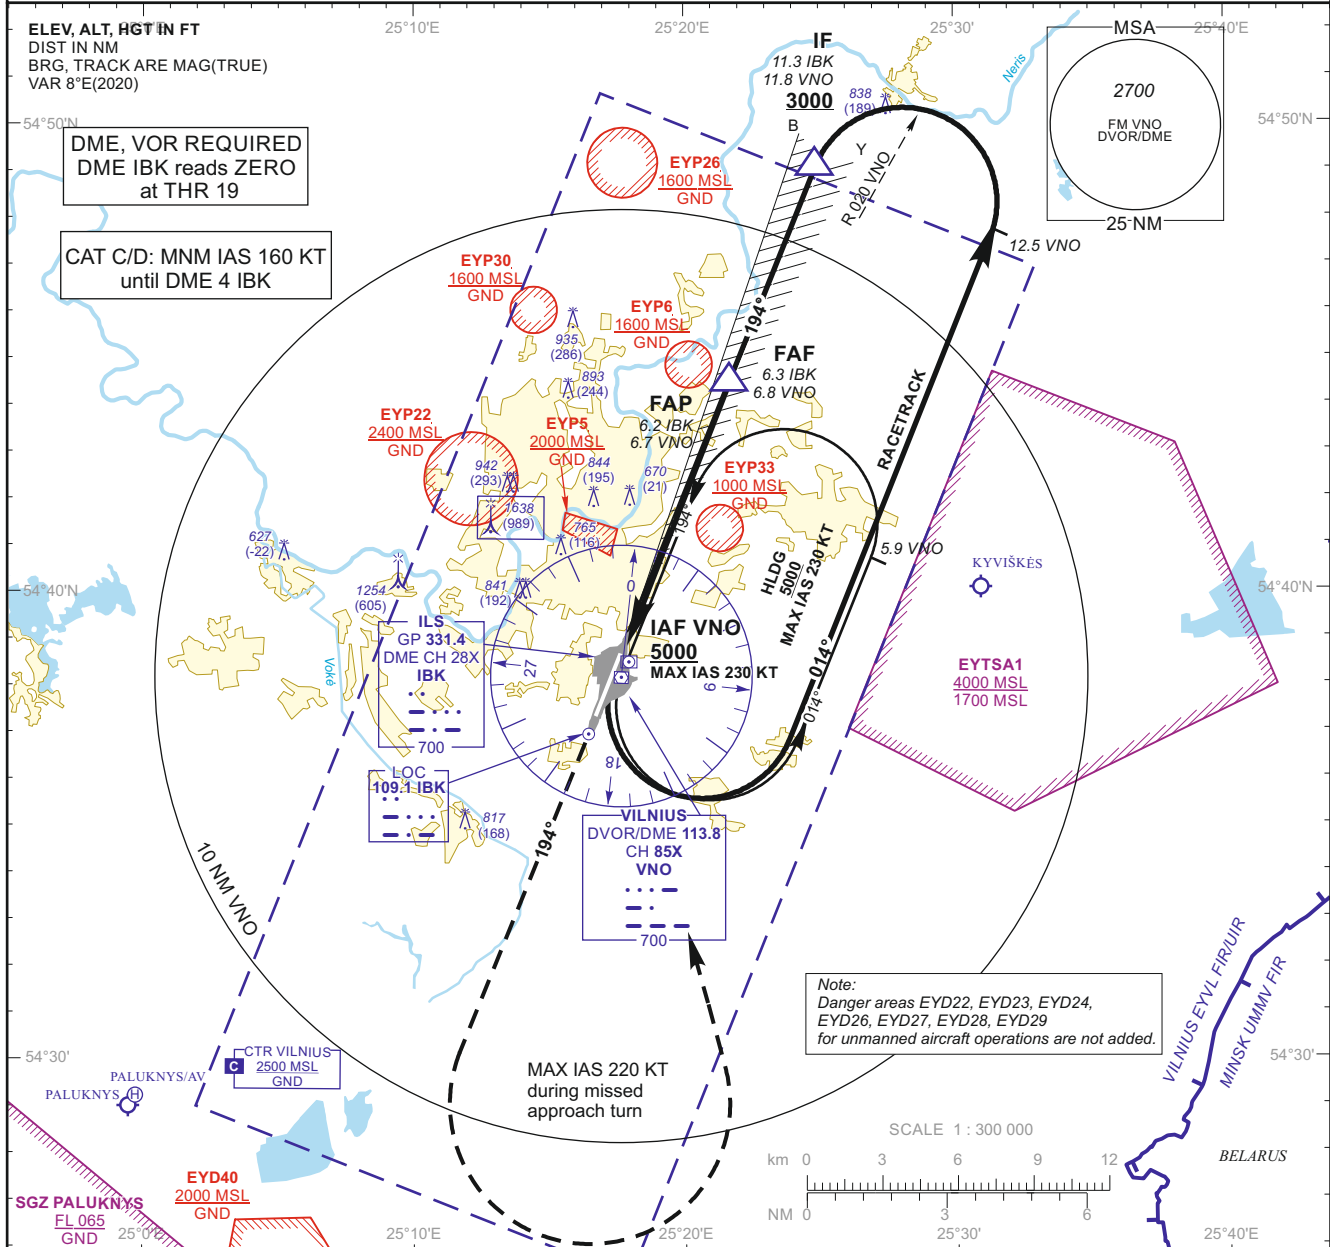 25°0'E
25°10'E
25°20'E
25°30'E
25°40'E
ELEV, ALT, HGT IN FT
DIST IN NM
BRG, TRACK ARE MAG(TRUE)
VAR 8°E(2020)
54°50'N
54°50'N
DME, VOR REQUIRED
DME IBK reads ZERO
at THR 19
CAT C/D: MNM IAS 160 KT
until DME 4 IBK
IF
11.3 IBK
11.8 VNO
3000
838
(189)
Neris
MSA
2700
FM VNO
DVOR/DME
25 NM
B
Y
R 020 VNO
12.5 VNO
EYP26
1600 MSL
GND
EYP30
1600 MSL
GND
EYP6
1600 MSL
GND
935
(286)
893
(244)
194°
FAF
6.3 IBK
6.8 VNO
FAP
6.2 IBK
6.7 VNO
RACETRACK
EYP22
2400 MSL
GND
EYP5
2000 MSL
GND
942
(293)
844
(195)
670
(21)
EYP33
1000 MSL
GND
1638
(989)
765
(116)
194°
627
(-22)
5.9 VNO
KYVIŠKĖS
HLDG
5000
MAX IAS 230 KT
54°40'N
54°40'N
1254
(605)
841
(192)
0
ILS
GP 331.4
DME CH 28X
IBK
700
IAF VNO
5000
MAX IAS 230 KT
27
9
18
014°
014°
Vokė
EYTSA1
4000 MSL
1700 MSL
LOC
109.1 IBK
817
(168)
194°
VILNIUS
DVOR/DME 113.8
CH 85X
VNO
700
10 NM VNO
Note:
Danger areas EYD22, EYD23, EYD24,
EYD26, EYD27, EYD28, EYD29
for unmanned aircraft operations are not added.
VILNIUS EYVL FIR/UIR
MINSK UMMV FIR
54°30'
54°30'N
C
CTR VILNIUS
2500 MSL
GND
PALUKNYS/AV
PALUKNYS
H
MAX IAS 220 KT
during missed
approach turn
SCALE 1 : 300 000
km 0 3 6 9 12
NM 0 3 6
BELARUS
SGZ PALUKNYS
FL 065
GND
EYD40
2000 MSL
GND
25°0'E
25°10'E
25°20'E
25°30'
25°40'E